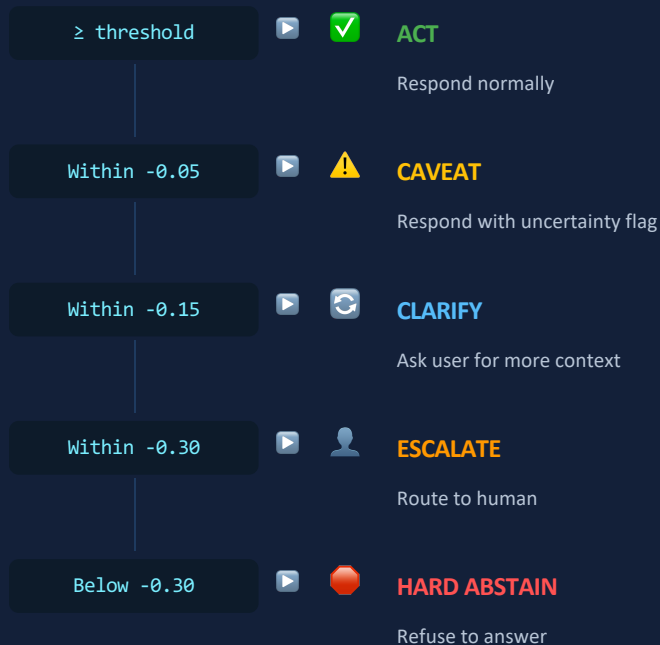 ≥ threshold
ACT
Respond normally
Within -0.05
CAVEAT
Respond with uncertainty flag
Within -0.15
CLARIFY
Ask user for more context
Within -0.30
ESCALATE
Route to human
Below -0.30
HARD ABSTAIN
Refuse to answer